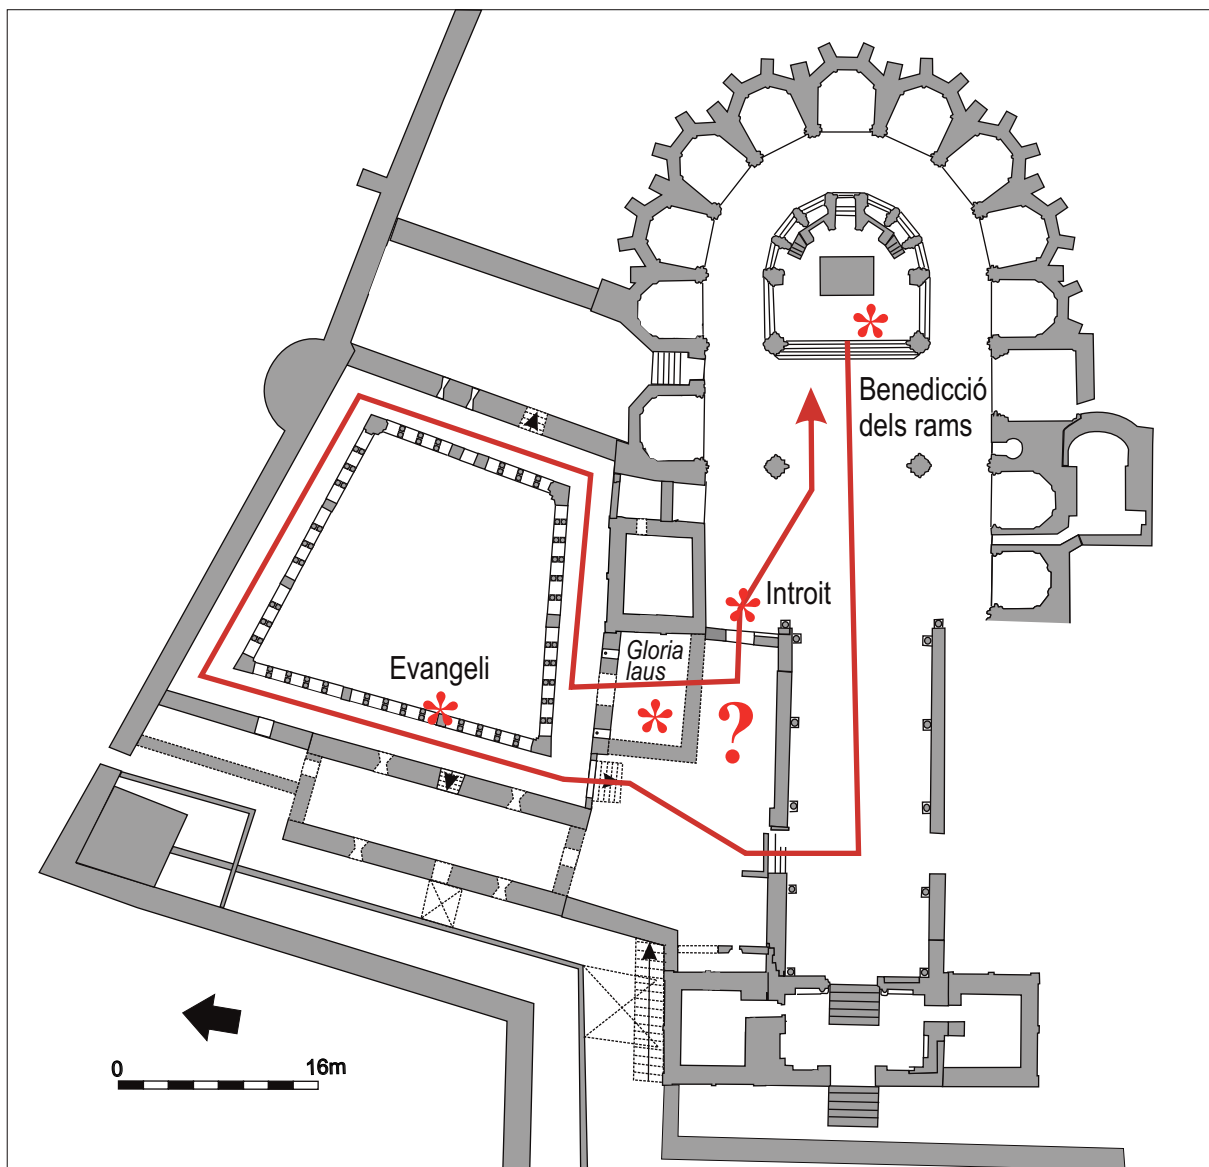 Benedicció
dels rams
Introit
Gloria
laus
Evangeli
?
0 16m